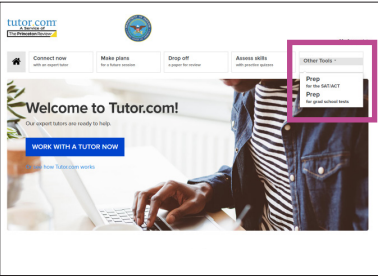 tutor.com
A Service of
The Princeton Review
Connect now
with an expert tutor
Make plans
for a future session
Drop off
a paper for review
Assess skills
with practice quizzes
Other Tools
Prep
for the SAT/ACT
Prep
for grad school tests
Welcome to Tutor.com!
Our expert tutors are ready to help.
WORK WITH A TUTOR NOW
how Tutor.com works